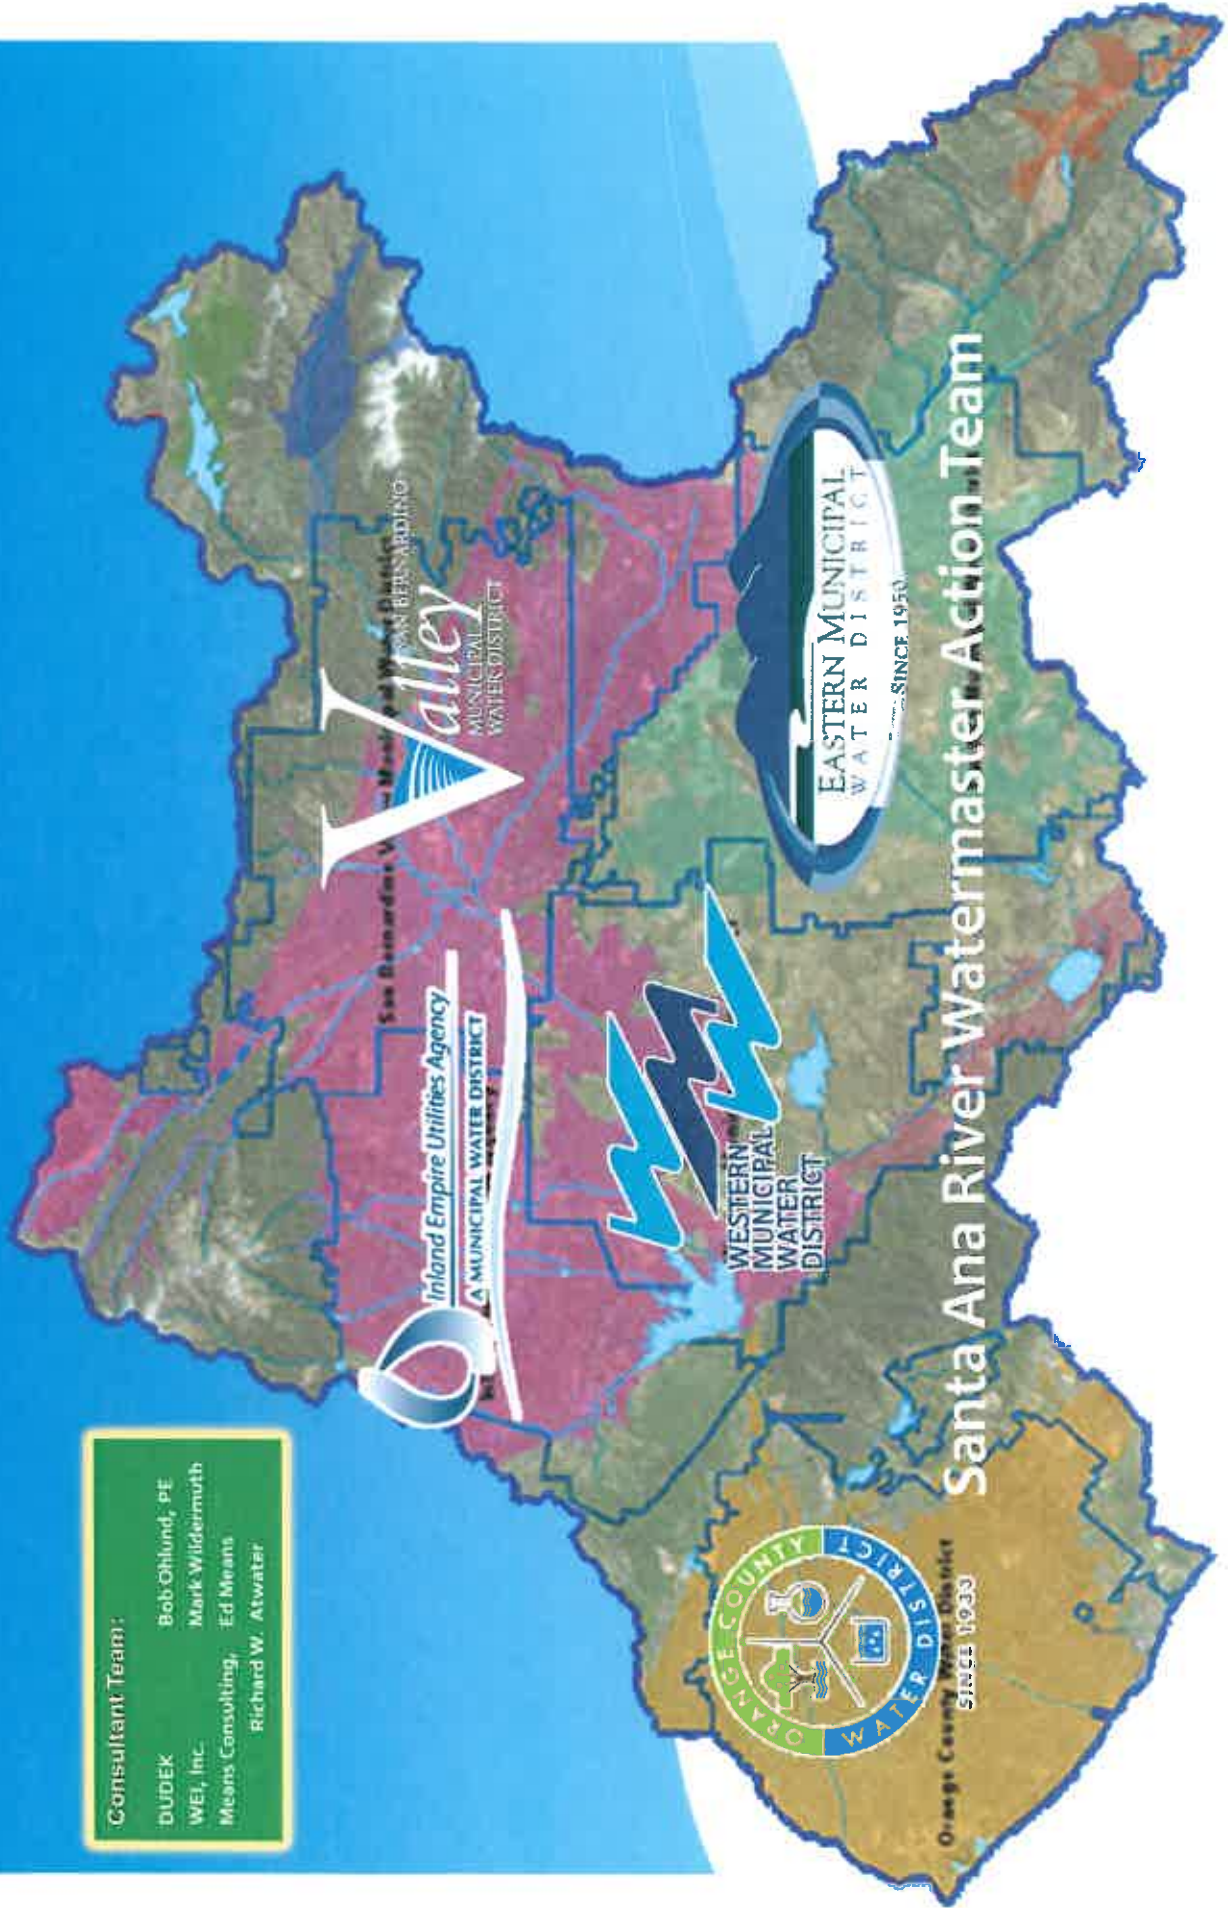 Consultant Team:
DUDEK Bob Ohlund, PE
WEI, Inc. Mark Wildermuth
Means Consulting, Ed Means
Richard W. Atwater
Inland Empire Utilities Agency
A MUNICIPAL WATER DISTRICT
San Bernardino
Valley
SAN BERNARDINO
MUNICIPAL
WATER DISTRICT
WESTERN
MUNICIPAL
WATER
DISTRICT
EASTERN MUNICIPAL
WATER DISTRICT
SINCE 1950
ORANGE COUNTY
WATER DISTRICT
SINCE 1933
Orange County Water District
Santa Ana River Watermaster Action Team